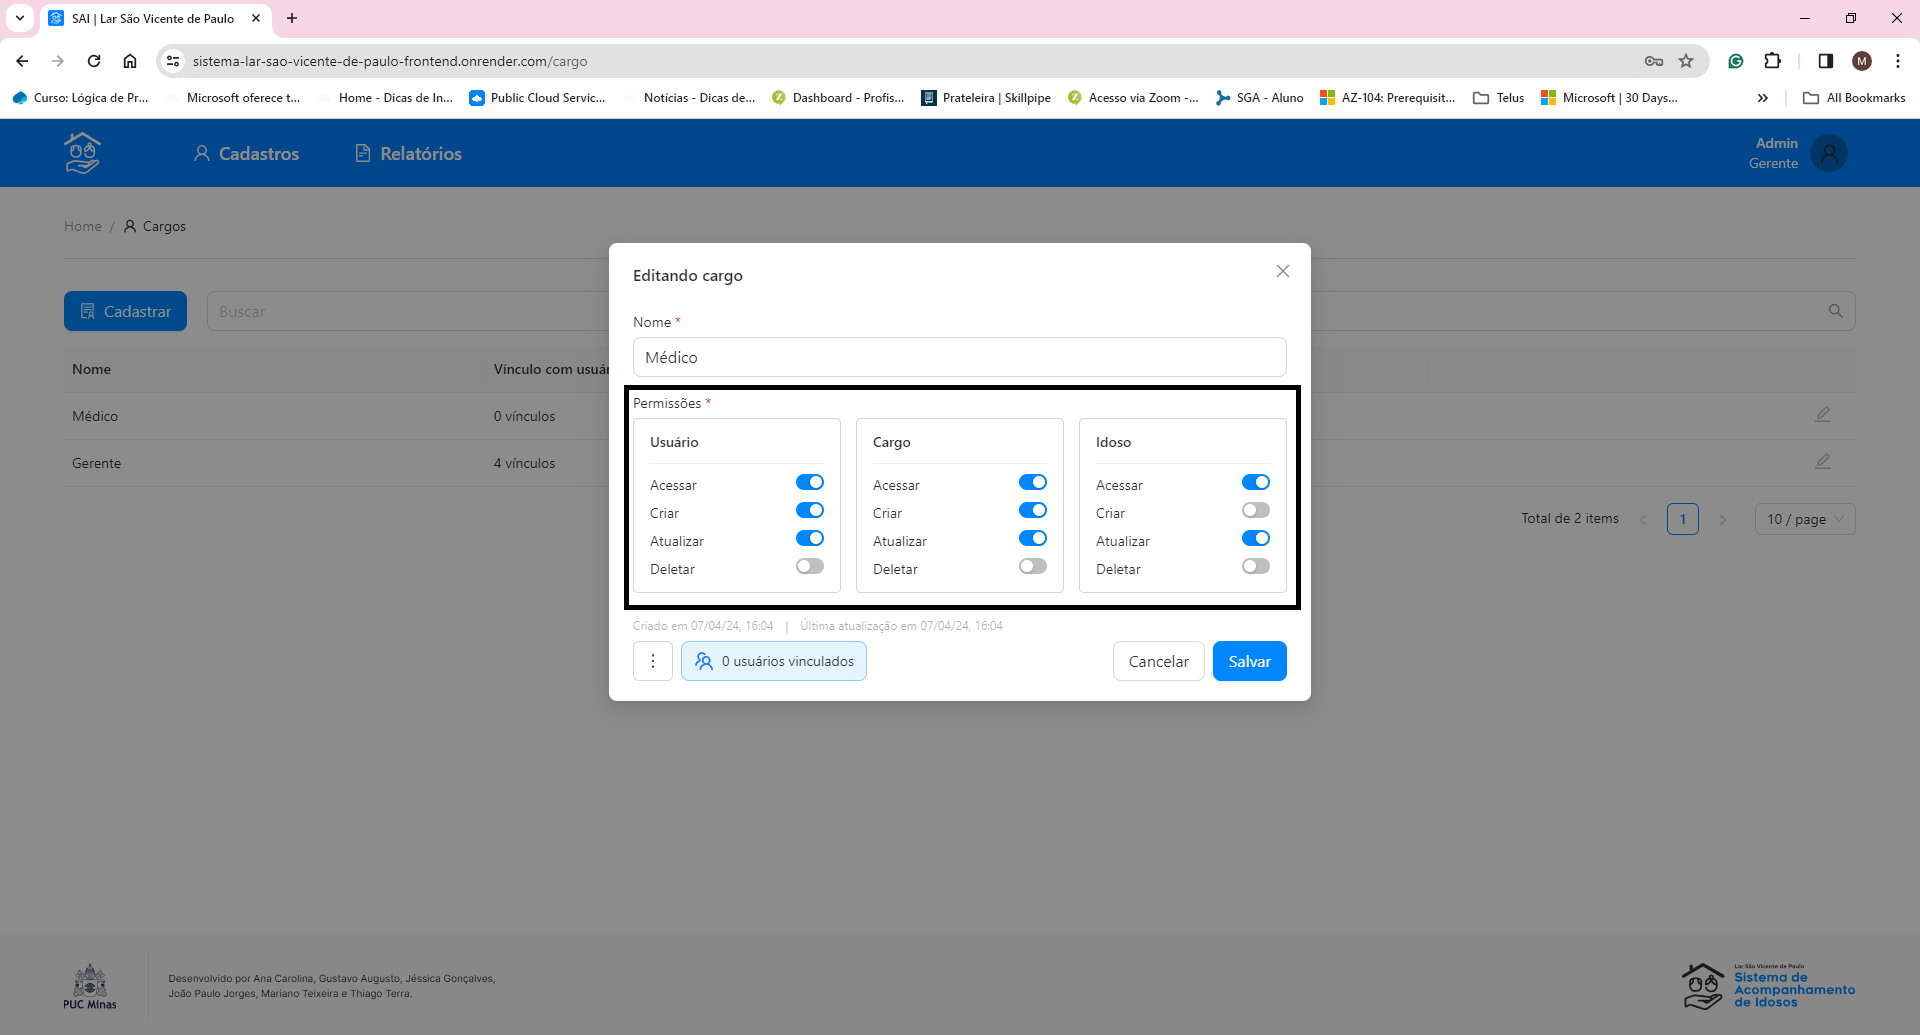 SAI | Lar São Vicente de Paulo
sistema-lar-sao-vicente-de-paulo-frontend.onrender.com/cargo
M
Curso: Lógica de Pr...
Microsoft oferece t...
Home - Dicas de In...
Public Cloud Servic...
Notícias - Dicas de...
Dashboard - Profis...
Prateleira | Skillpipe
Acesso via Zoom -...
SGA - Aluno
AZ-104: Prerequisit...
Telus
Microsoft | 30 Days...
All Bookmarks
Cadastros
Relatórios
Admin
Gerente
Home / Cargos
Cadastrar
Buscar
Nome
Vínculo com usuár
Médico
0 vínculos
Gerente
4 vínculos
Total de 2 items
1
10 / page
Editando cargo
Nome *
Médico
Permissões *
Usuário
Acessar
Criar
Atualizar
Deletar
Cargo
Acessar
Criar
Atualizar
Deletar
Idoso
Acessar
Criar
Atualizar
Deletar
Criado em 07/04/24, 16:04 | Última atualização em 07/04/24, 16:04
0 usuários vinculados
Cancelar
Salvar
PUC Minas
Desenvolvido por Ana Carolina, Gustavo Augusto, Jéssica Gonçalves,
João Paulo Jorges, Mariano Teixeira e Thiago Terra.
Lar São Vicente de Paulo
Sistema de
Acompanhamento
de Idosos